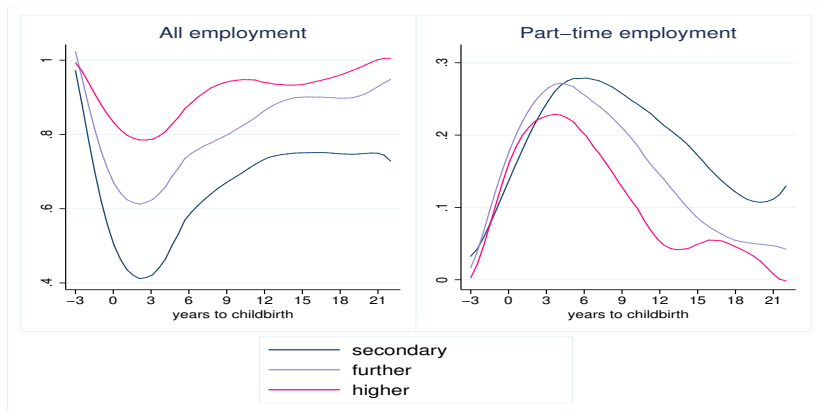 All employment
Part-time employment
1
.8
.6
.4
-3 0 3 6 9 12 15 18 21
years to childbirth
.3
.2
.1
0
-3 0 3 6 9 12 15 18 21
years to childbirth
secondary
further
higher